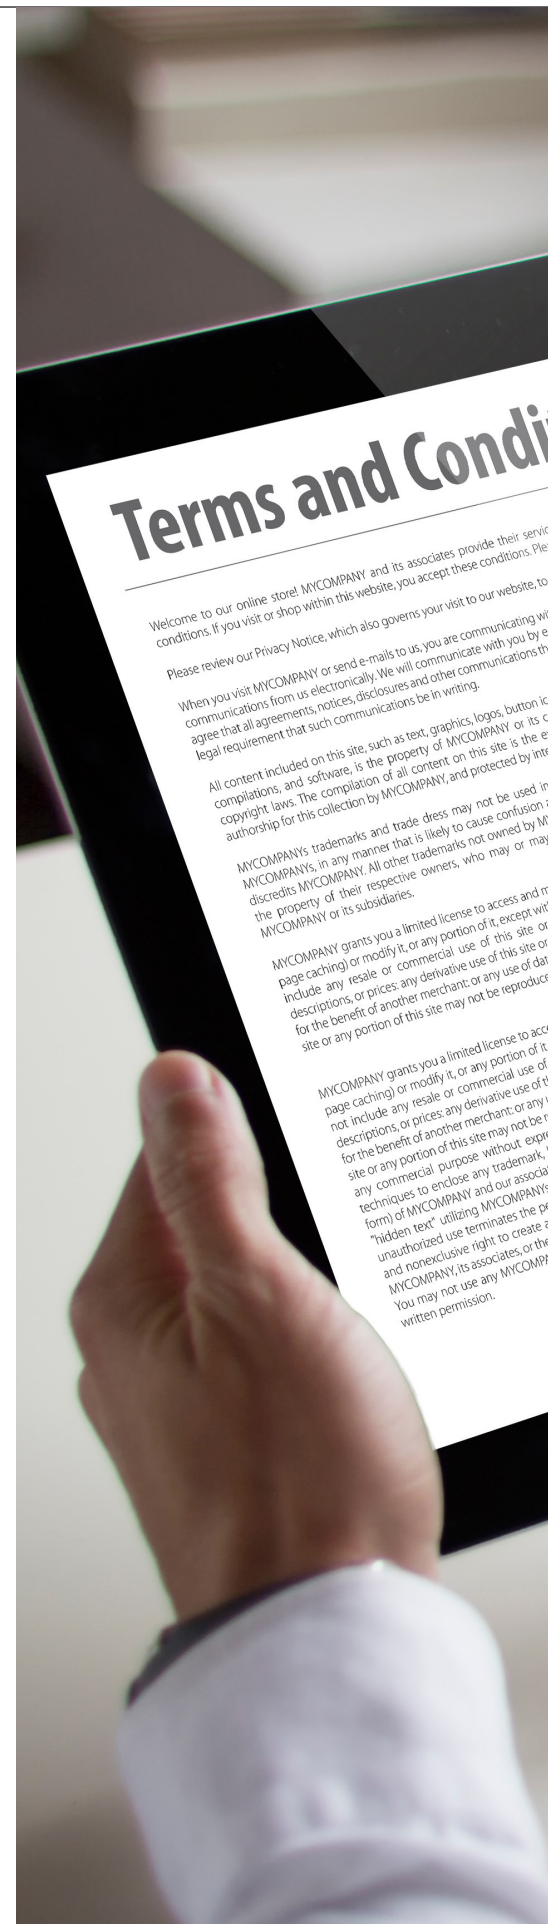 Terms and Condi
Welcome to our online store! MYCOMPANY and its associates provide their servic
conditions. If you visit or shop within this website, you accept these conditions. Plea
Please review our Privacy Notice, which also governs your visit to our website, to
When you visit MYCOMPANY or send e-mails to us, you are communicating wi
communications from us electronically. We will communicate with you by e
agree that all agreements, notices, disclosures and other communications th
legal requirement that such communications be in writing.
All content included on this site, such as text, graphics, logos, button ic
compilations, and software, is the property of MYCOMPANY or its c
copyright laws. The compilation of all content on this site is the e
authorship for this collection by MYCOMPANY, and protected by inte
MYCOMPANYs trademarks and trade dress may not be used in
MYCOMPANYs, in any manner that is likely to cause confusion a
discredits MYCOMPANY. All other trademarks not owned by MY
the property of their respective owners, who may or may
MYCOMPANY or its subsidiaries.
MYCOMPANY grants you a limited license to access and m
page caching) or modify it, or any portion of it, except wit
include any resale or commercial use of this site or
descriptions, or prices: any derivative use of this site or
for the benefit of another merchant: or any use of dat
site or any portion of this site may not be reproduce
MYCOMPANY grants you a limited license to acce
page caching) or modify it, or any portion of it
not include any resale or commercial use of
descriptions, or prices: any derivative use of t
for the benefit of another merchant: or any u
site or any portion of this site may not be r
any commercial purpose without expre
techniques to enclose any trademark,
form) of MYCOMPANY and our associa
"hidden text" utilizing MYCOMPANYs
unauthorized use terminates the pe
and nonexclusive right to create a
MYCOMPANY, its associates, or the
You may not use any MYCOMPA
written permission.